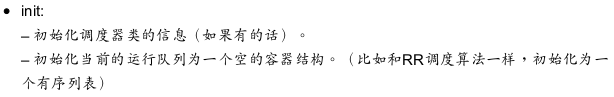 • init:
– 初始化调度器类的信息（如果有的话）。
– 初始化当前的运行队列为一个空的容器结构。（比如和RR调度算法一样，初始化为一
个有序列表）